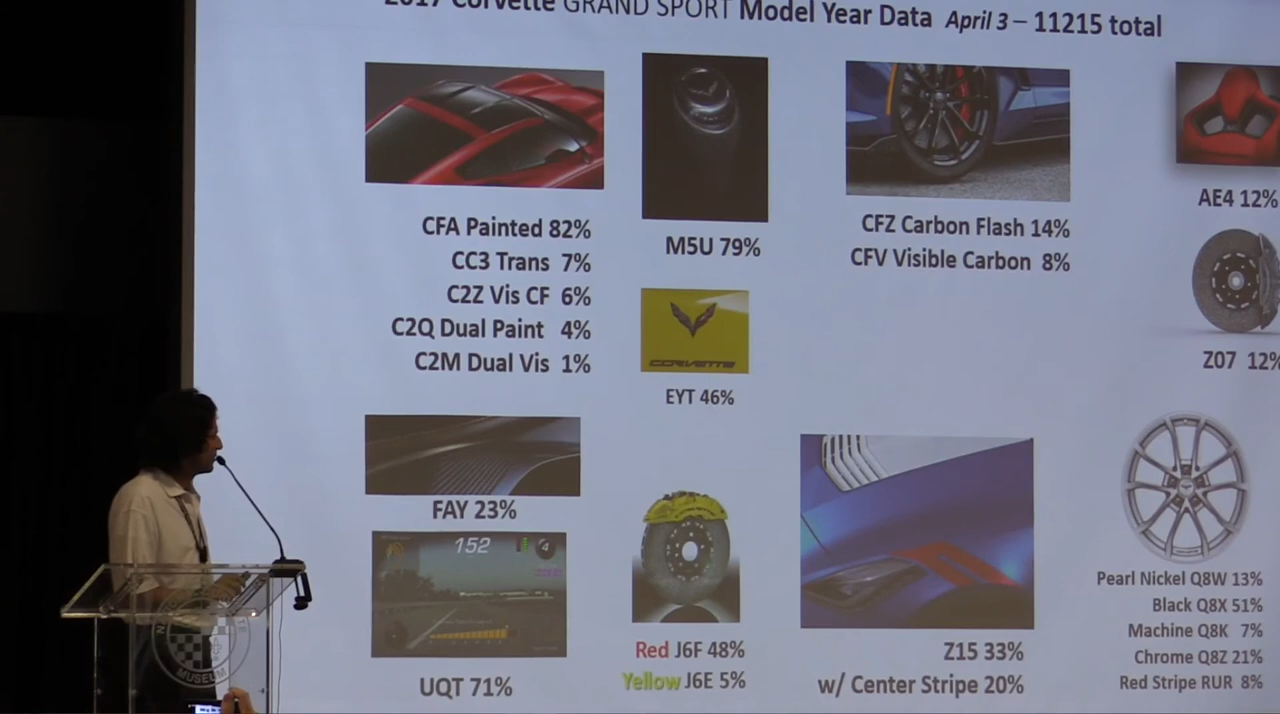 2017 Corvette GRAND SPORT Model Year Data April 3 – 11215 total
CFA Painted 82%
CC3 Trans 7%
C2Z Vis CF 6%
C2Q Dual Paint 4%
C2M Dual Vis 1%
M5U 79%
CORVETTE
EYT 46%
CFZ Carbon Flash 14%
CFV Visible Carbon 8%
AE4 12%
Z07 12%
FAY 23%
152
4
UQT 71%
Red J6F 48%
Yellow J6E 5%
Z15 33%
w/ Center Stripe 20%
Pearl Nickel Q8W 13%
Black Q8X 51%
Machine Q8K 7%
Chrome Q8Z 21%
Red Stripe RUR 8%
MUSEUM